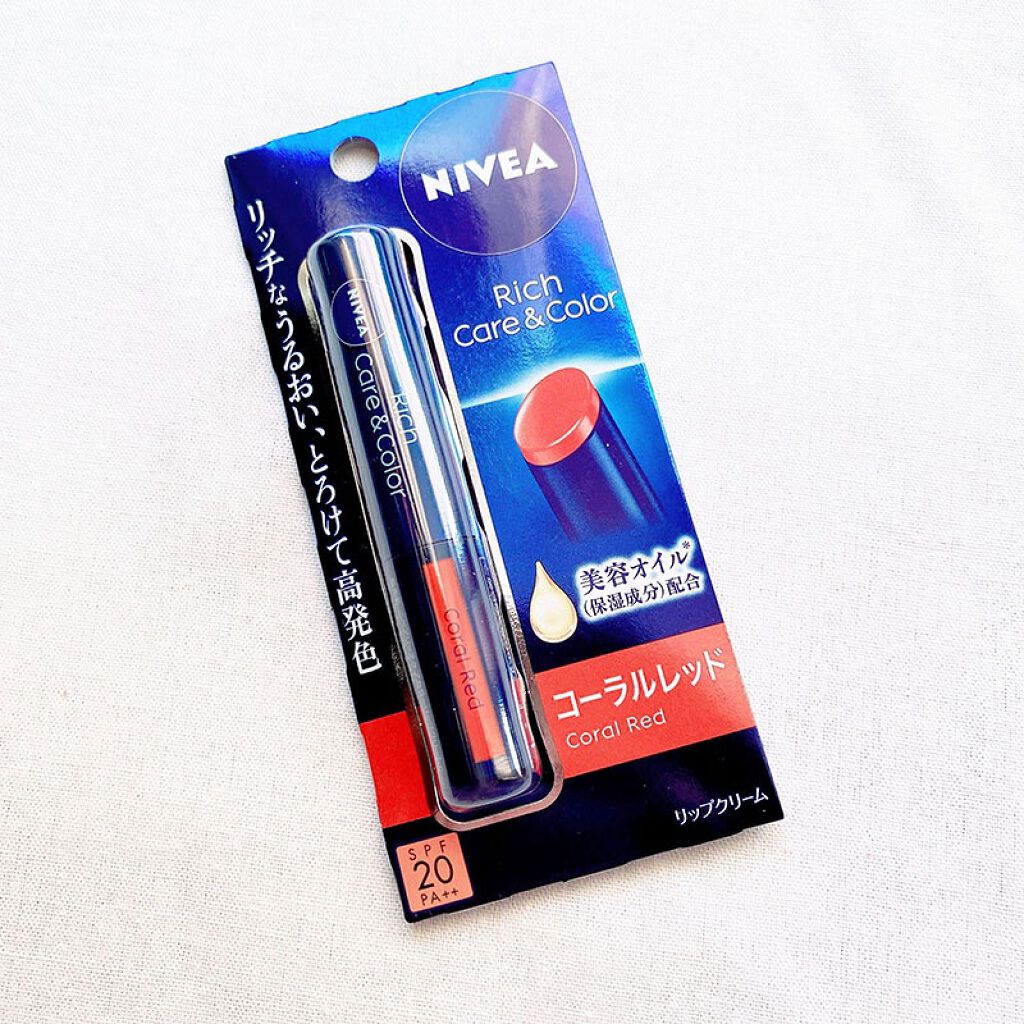 NIVEA
Rich
Care & Color
リッチなうるおい、とろけて高発色
NIVEA
Rich
Care & Color
Coral Red
美容オイル*
(保湿成分)配合
コーラルレッド
Coral Red
リップクリーム
SPF
20
PA++